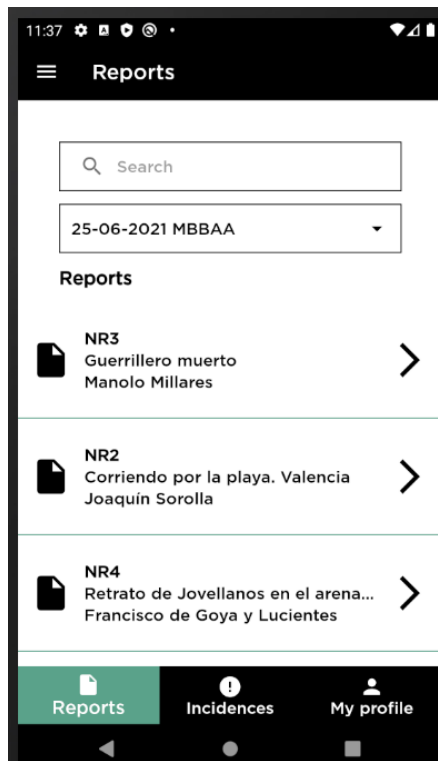 11:37
Reports
Search
25-06-2021 MBBAA
Reports
NR3
Guerrillero muerto
Manolo Millares
NR2
Corriendo por la playa. Valencia
Joaquín Sorolla
NR4
Retrato de Jovellanos en el arena...
Francisco de Goya y Lucientes
Reports Incidences My profile